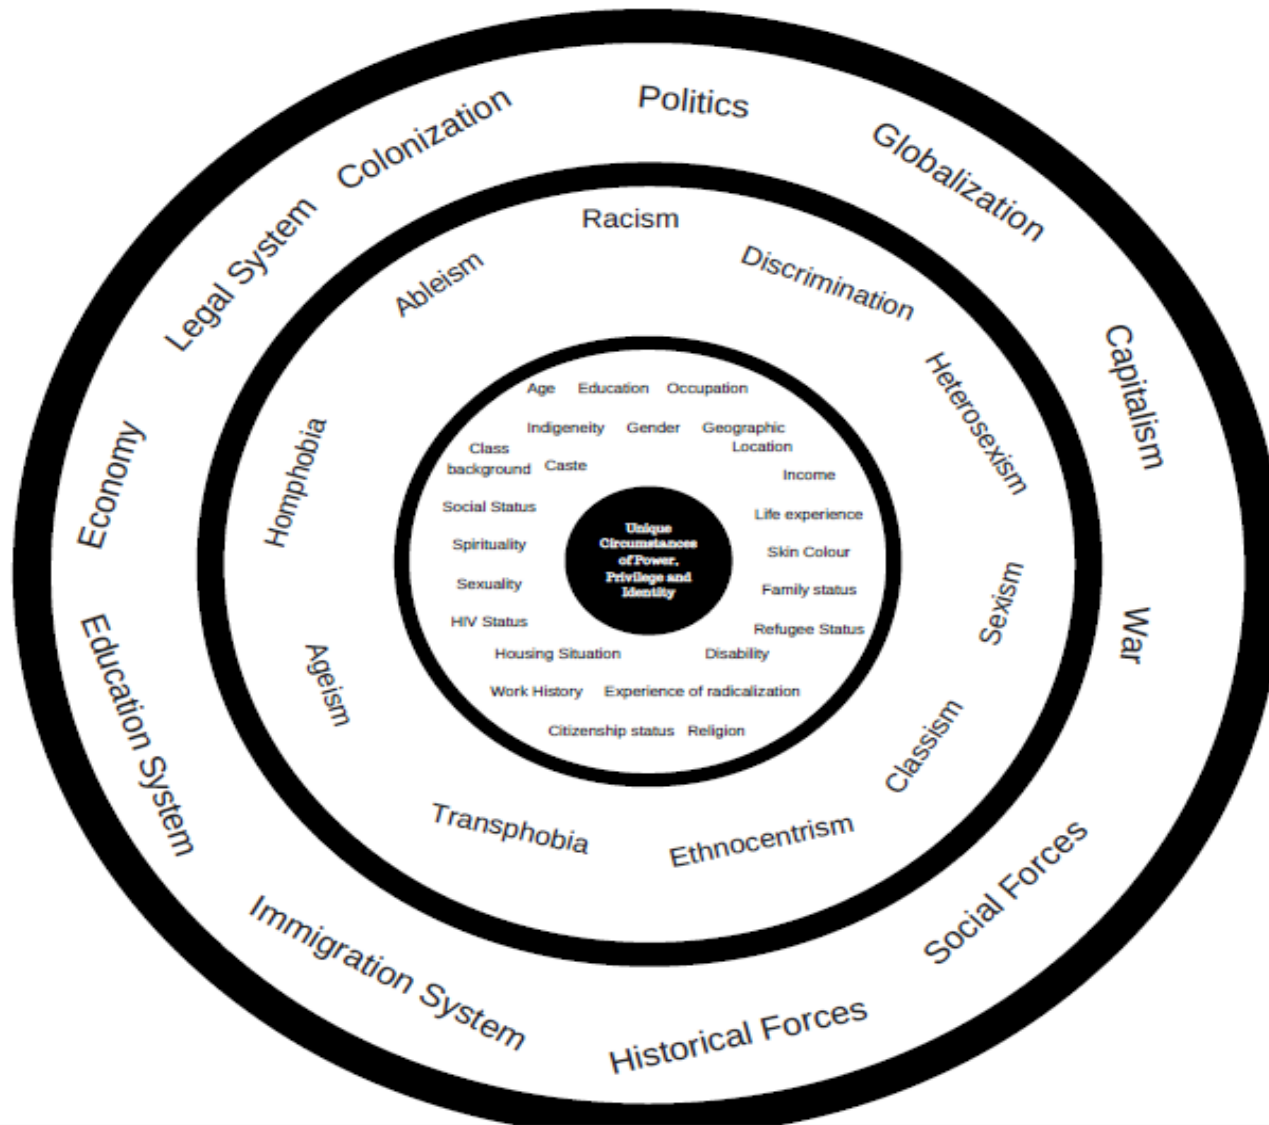 Politics
Globalization
Capitalism
War
Social Forces
Historical Forces
Immigration System
Education System
Economy
Legal System
Colonization
Racism
Discrimination
Heterosexism
Sexism
Classism
Ethnocentrism
Transphobia
Ageism
Homphobia
Ableism
Age Education Occupation
Indigeneity Gender Geographic
Location
Class
background Caste
Income
Social Status
Life experience
Spirituality
Skin Colour
Sexuality
Family status
HIV Status
Refugee Status
Housing Situation Disability
Work History Experience of radicalization
Citizenship status Religion
Unique
Circumstances
of Power,
Privilege and
Identity